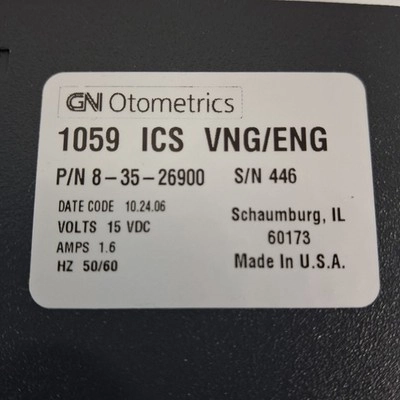 GN Otometrics
1059 ICS VNG/ENG
P/N 8-35-26900 S/N 446
DATE CODE 10.24.06
VOLTS 15 VDC
AMPS 1.6
HZ 50/60
Schaumburg, IL
60173
Made In U.S.A.